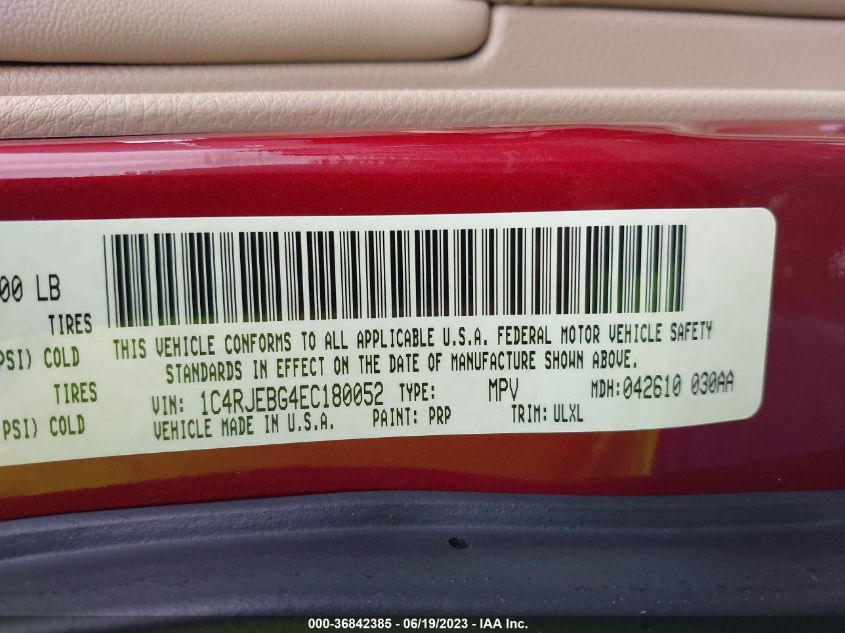 00 LB
TIRES
PSI) COLD
TIRES
PSI) COLD
THIS VEHICLE CONFORMS TO ALL APPLICABLE U.S.A. FEDERAL MOTOR VEHICLE SAFETY
STANDARDS IN EFFECT ON THE DATE OF MANUFACTURE SHOWN ABOVE.
VIN: 1C4RJEBG4EC180052 TYPE: MPV MDH:042610 030AA
VEHICLE MADE IN U.S.A. PAINT: PRP TRIM: ULXL
000-36842385 - 06/19/2023 - IAA Inc.